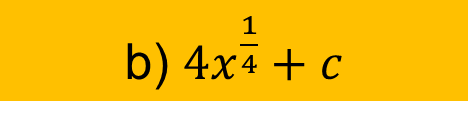 b) 4x^{1/4} + c